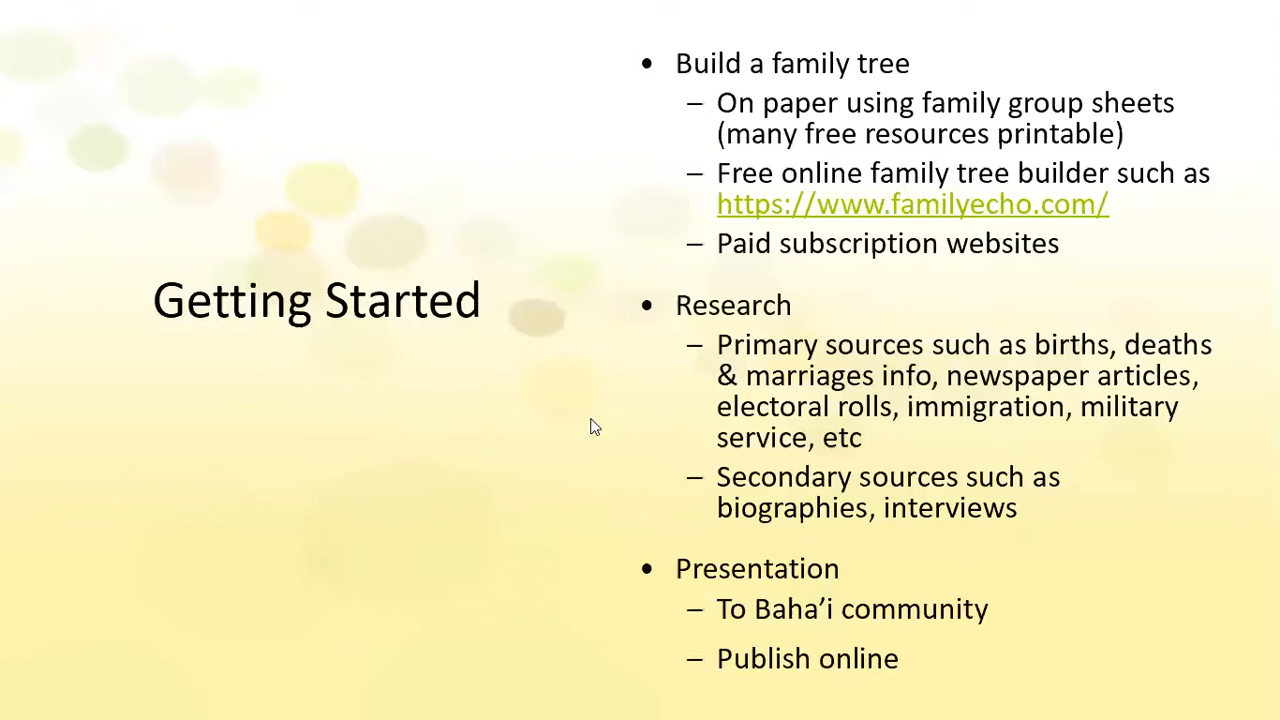 Getting Started
• Build a family tree
– On paper using family group sheets
(many free resources printable)
– Free online family tree builder such as
https://www.familyecho.com/
– Paid subscription websites
• Research
– Primary sources such as births, deaths
& marriages info, newspaper articles,
electoral rolls, immigration, military
service, etc
– Secondary sources such as
biographies, interviews
• Presentation
– To Baha’i community
– Publish online